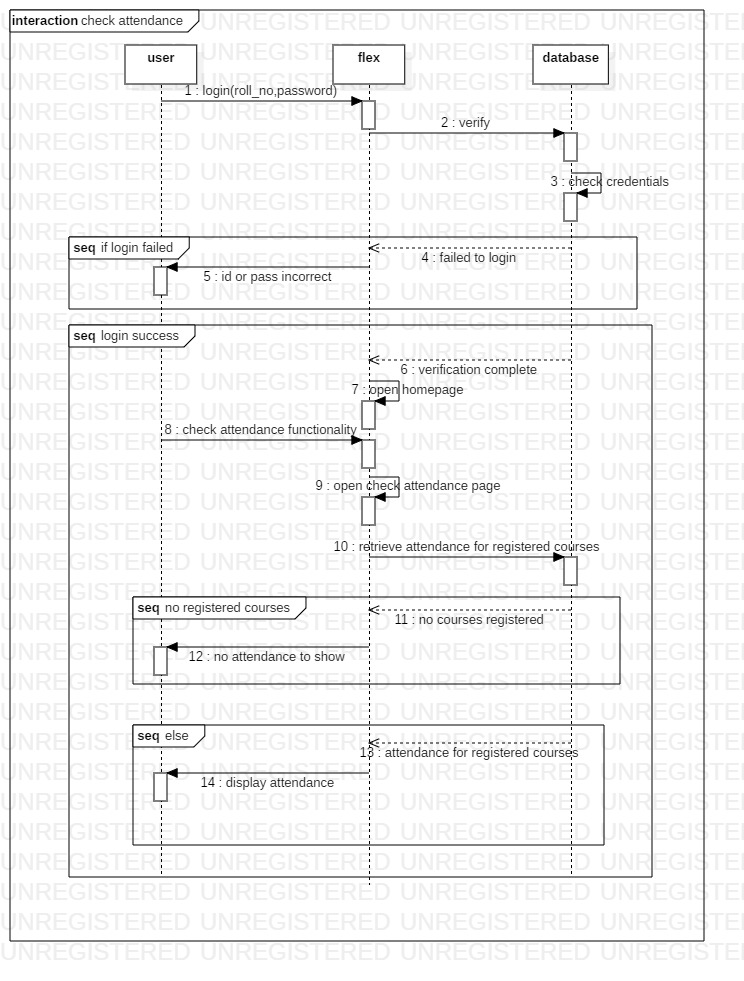 interaction check attendance
user
flex
database
1 : login(roll_no,password)
2 : verify
3 : check credentials
seq if login failed
4 : failed to login
5 : id or pass incorrect
seq login success
6 : verification complete
7 : open homepage
8 : check attendance functionality
9 : open check attendance page
10 : retrieve attendance for registered courses
seq no registered courses
11 : no courses registered
12 : no attendance to show
seq else
13 : attendance for registered courses
14 : display attendance
UNREGISTERED